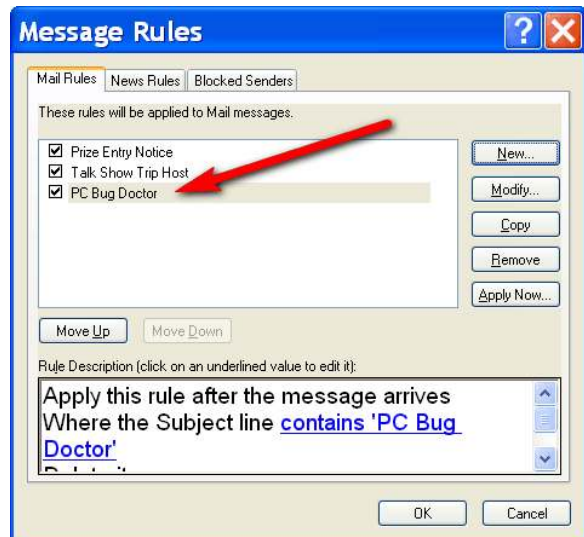 Message Rules
Mail Rules News Rules Blocked Senders
These rules will be applied to Mail messages.
Prize Entry Notice
Talk Show Trip Host
PC Bug Doctor
New...
Modify...
Copy
Remove
Apply Now...
Move Up Move Down
Rule Description (click on an underlined value to edit it):
Apply this rule after the message arrives
Where the Subject line contains 'PC Bug
Doctor'
OK Cancel